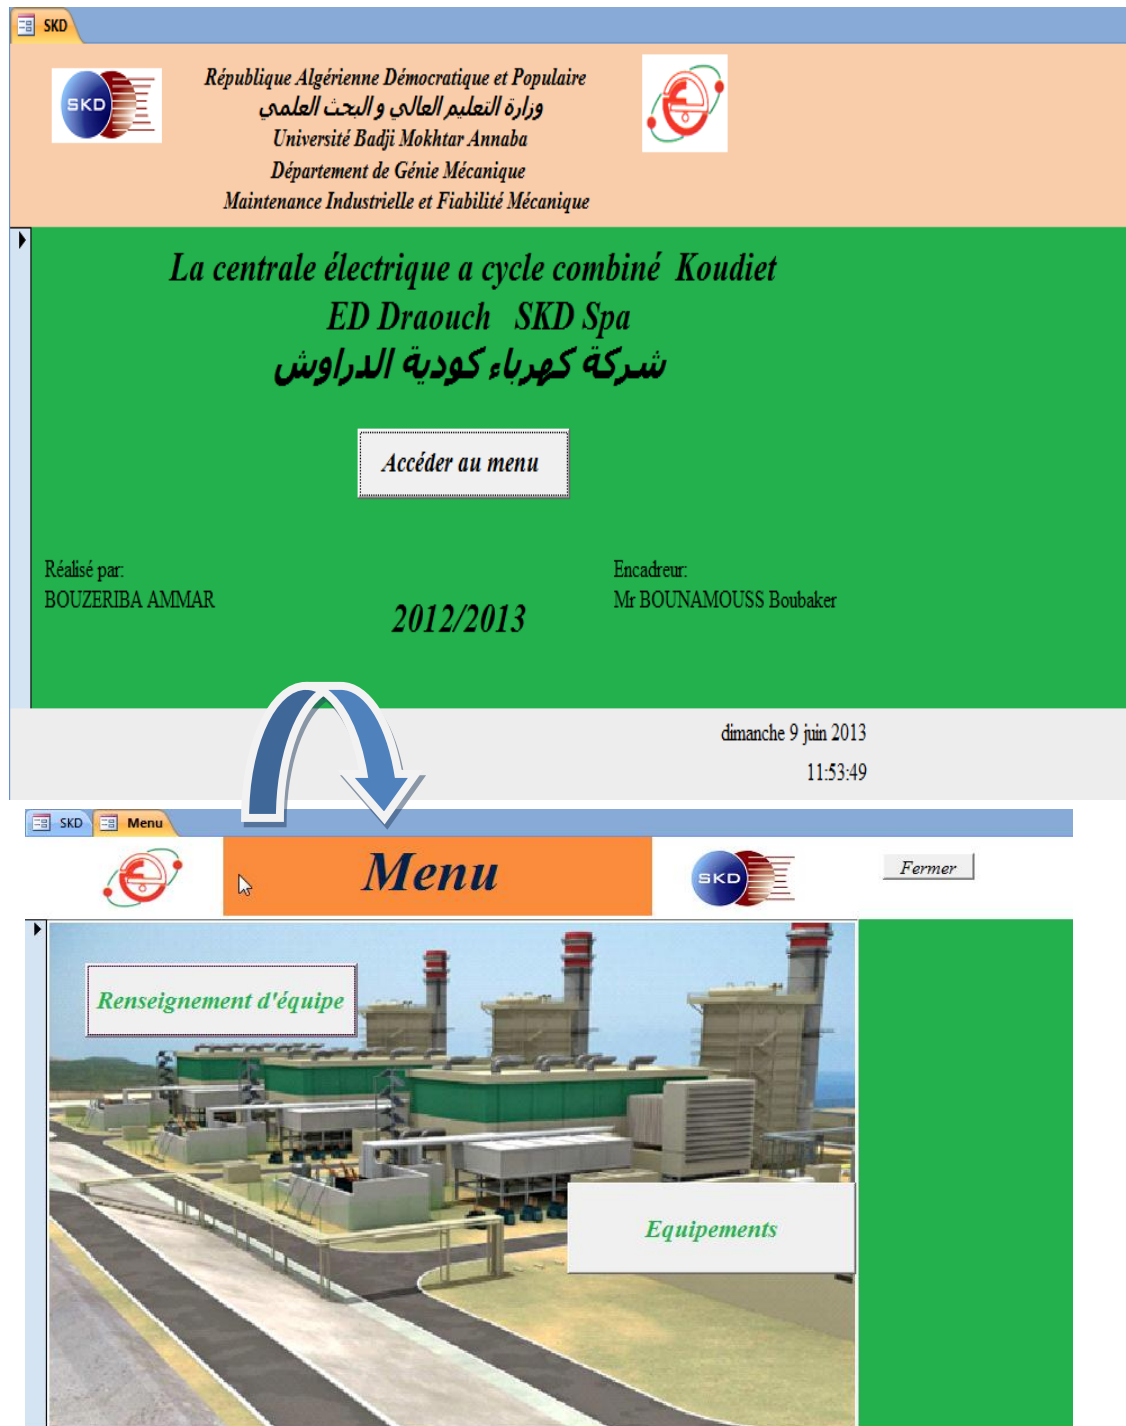 SKD
SKD
République Algérienne Démocratique et Populaire
وزارة التعليم العالي و البحث العلمي
Université Badji Mokhtar Annaba
Département de Génie Mécanique
Maintenance Industrielle et Fiabilité Mécanique
La centrale électrique a cycle combiné Koudiet
ED Draouch SKD Spa
شركة كهرباء كودية الدراوش
Accéder au menu
Réalisé par:
BOUZERIBA AMMAR
Encadreur:
Mr BOUNAMOUSS Boubaker
2012/2013
dimanche 9 juin 2013
11:53:49
SKD Menu
Menu
SKD
Fermer
Renseignement d'équipe
Equipements